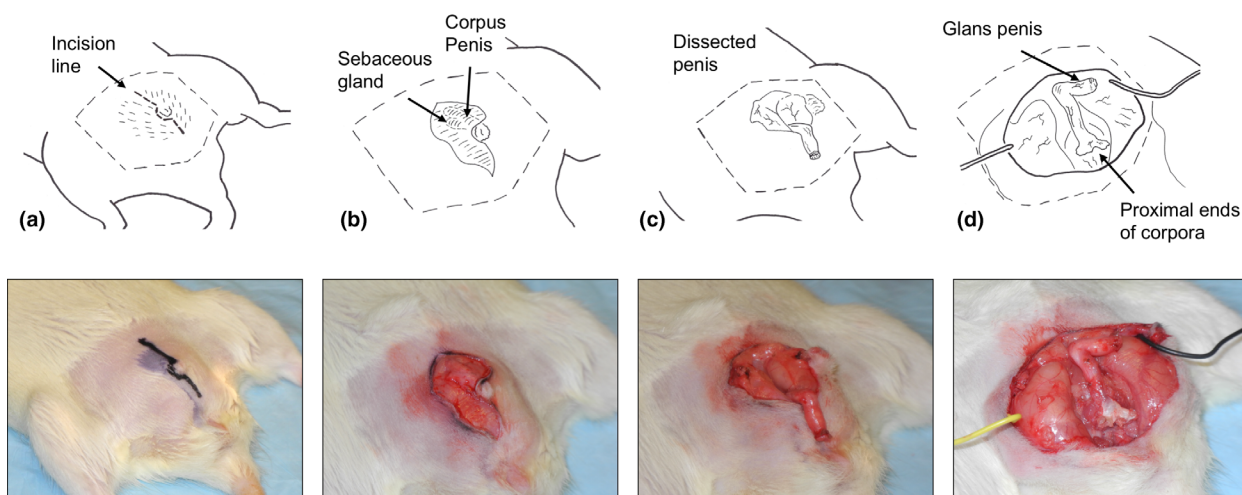 Incision
line
(a)
Sebaceous
gland
Corpus
Penis
(b)
Dissected
penis
(c)
Glans penis
Proximal ends
of corpora
(d)